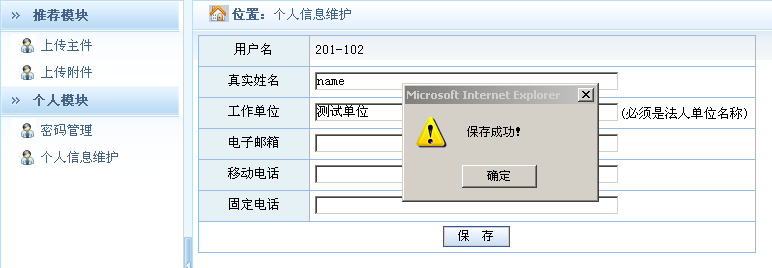 » 推荐模块
上传主件
上传附件
» 个人模块
密码管理
个人信息维护
位置：个人信息维护
用户名 201-102
真实姓名 name
工作单位 测试单位 (必须是法人单位名称)
电子邮箱
移动电话
固定电话
保 存
Microsoft Internet Explorer
保存成功!
确定